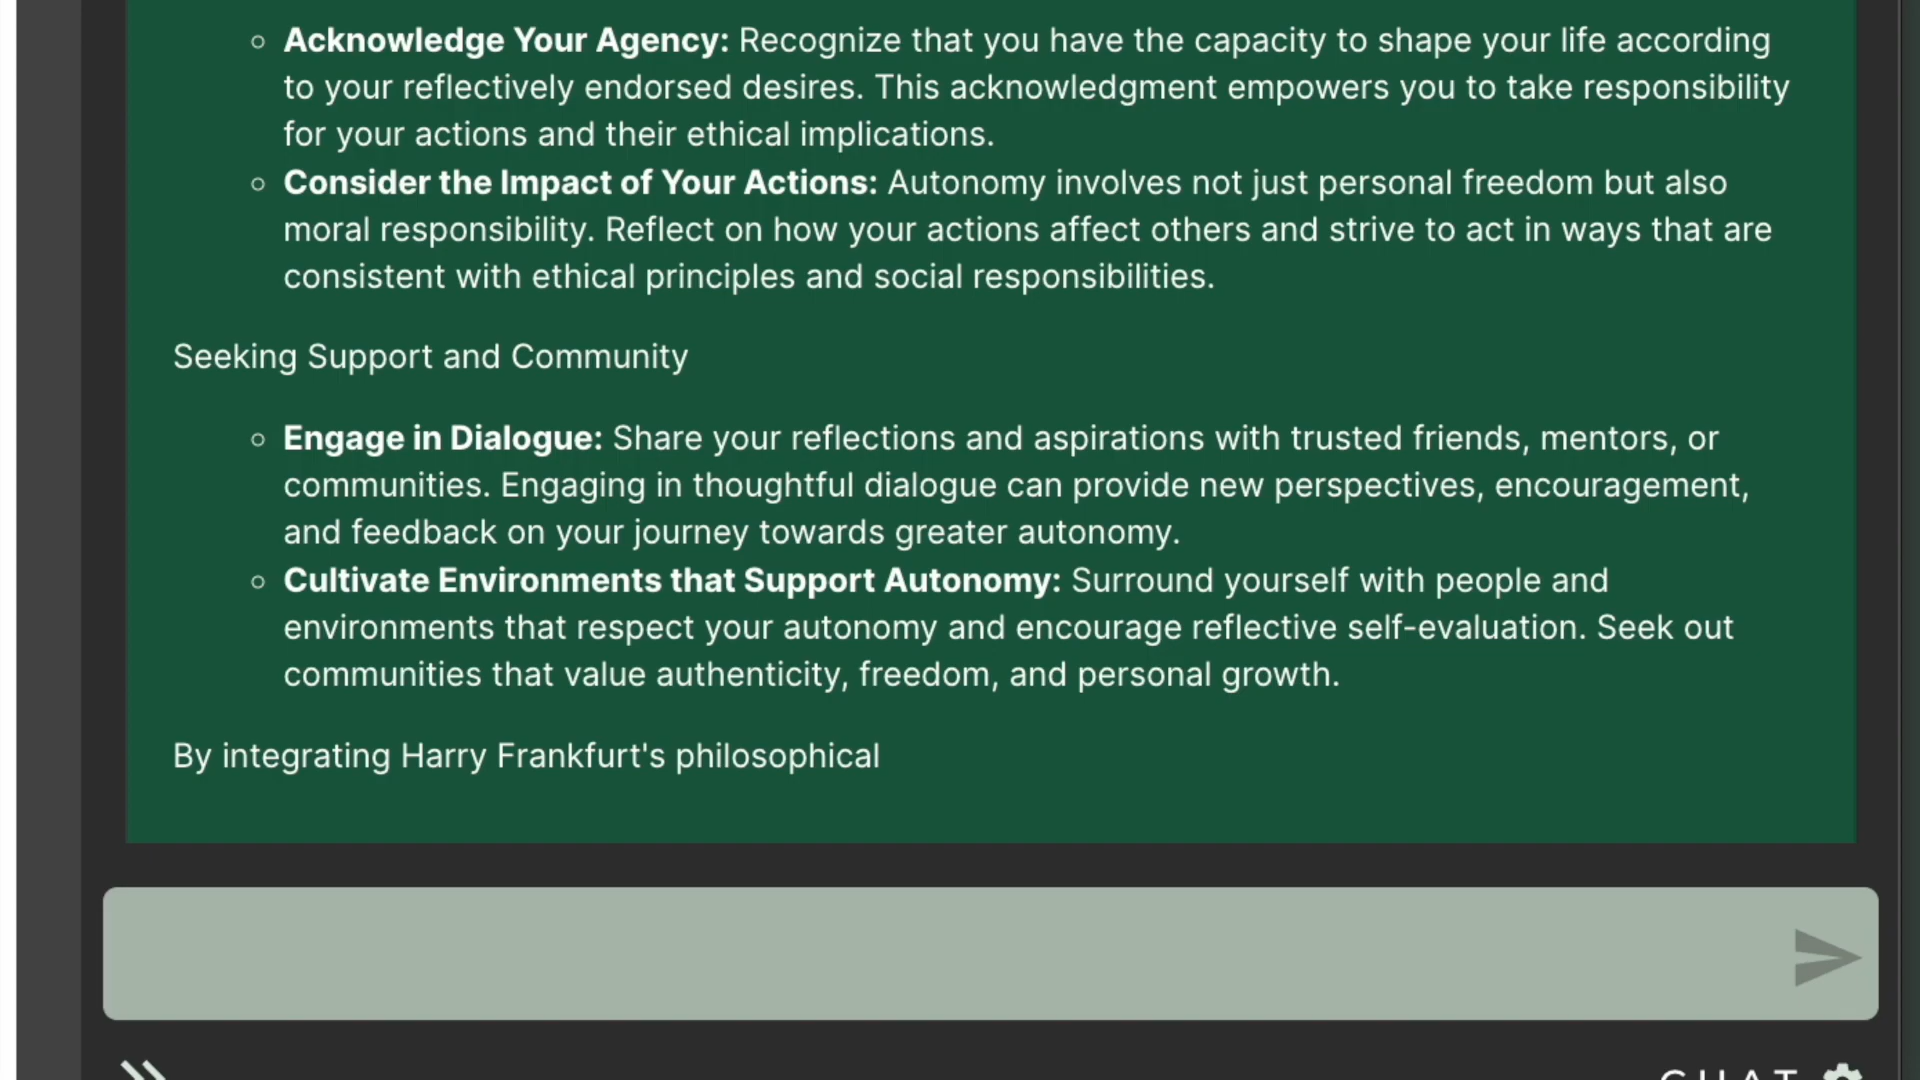 Acknowledge Your Agency: Recognize that you have the capacity to shape your life according
to your reflectively endorsed desires. This acknowledgment empowers you to take responsibility
for your actions and their ethical implications.
Consider the Impact of Your Actions: Autonomy involves not just personal freedom but also
moral responsibility. Reflect on how your actions affect others and strive to act in ways that are
consistent with ethical principles and social responsibilities.
Seeking Support and Community
Engage in Dialogue: Share your reflections and aspirations with trusted friends, mentors, or
communities. Engaging in thoughtful dialogue can provide new perspectives, encouragement,
and feedback on your journey towards greater autonomy.
Cultivate Environments that Support Autonomy: Surround yourself with people and
environments that respect your autonomy and encourage reflective self-evaluation. Seek out
communities that value authenticity, freedom, and personal growth.
By integrating Harry Frankfurt's philosophical
CHAT